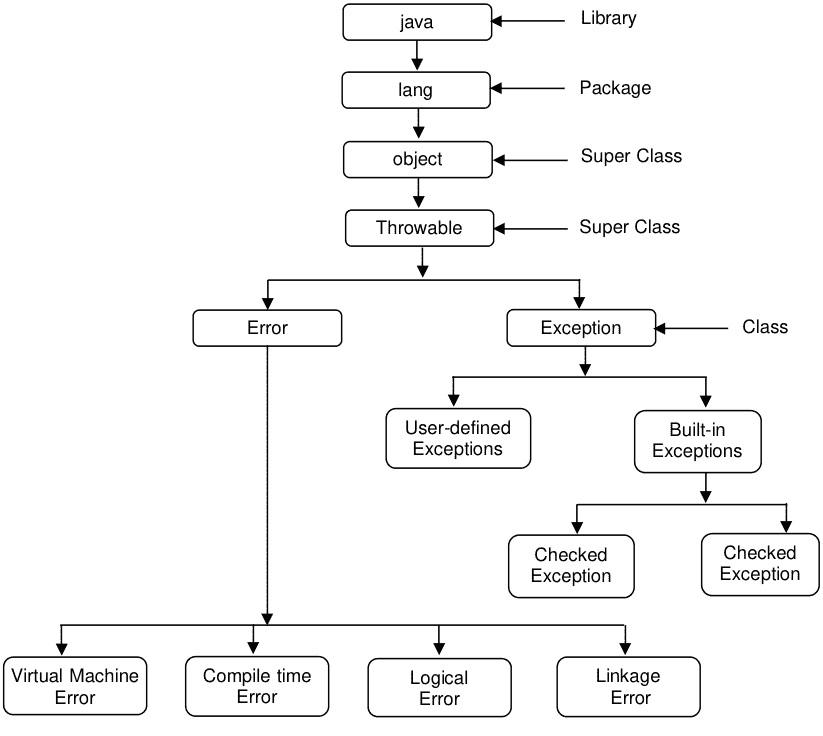 java
Library
lang
Package
object
Super Class
Throwable
Super Class
Error
Exception
Class
User-defined
Exceptions
Built-in
Exceptions
Checked
Exception
Checked
Exception
Virtual Machine
Error
Compile time
Error
Logical
Error
Linkage
Error